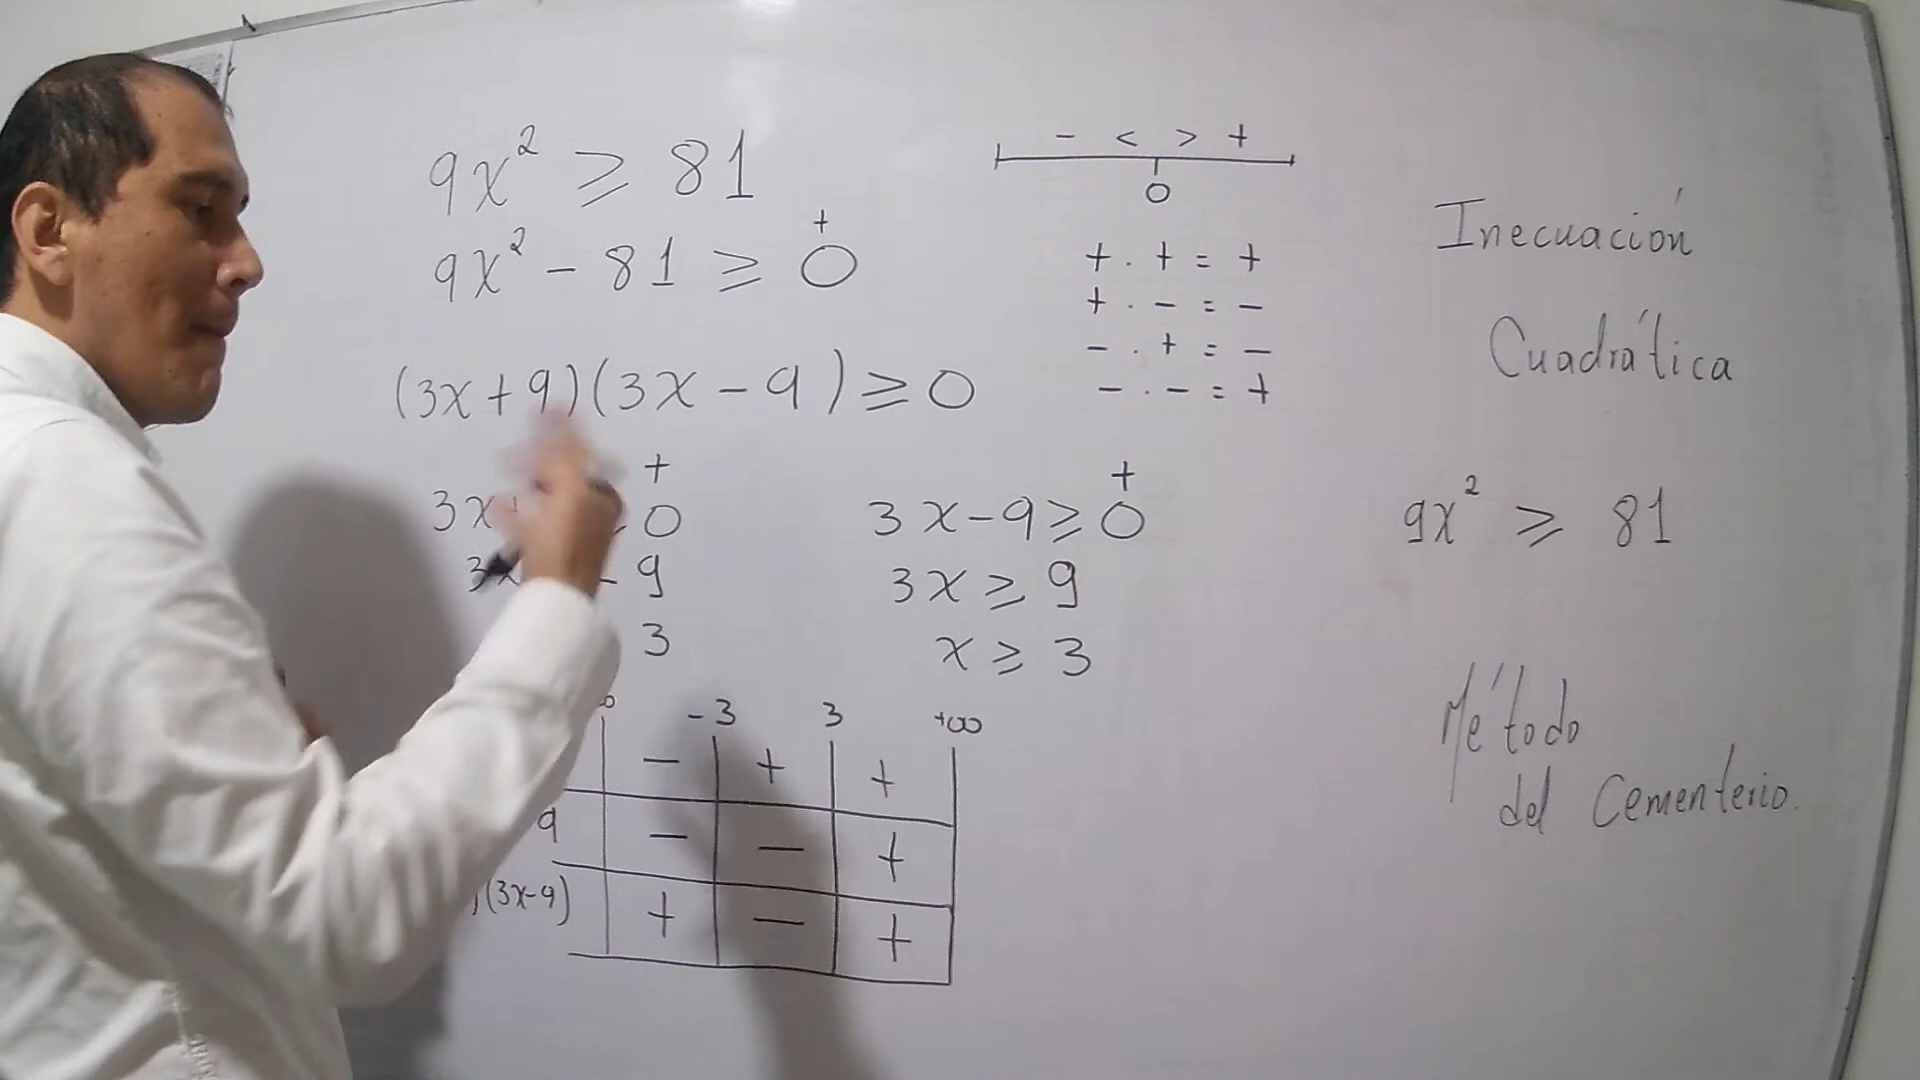 9x² ≥ 81
9x² - 81 ≥ 0
+
(3x+9)(3x-9) ≥ 0
+
3x+ 0
3x - 9
3
+
3x-9 ≥ 0
3x ≥ 9
x ≥ 3
-3 3 +∞
- + +
9 - - +
(3x-9) + - +
- < > +
0
+ . + = +
+ . - = -
- . + = -
- . - = +
Inecuación
Cuadrática
9x² ≥ 81
Método
del Cementerio.